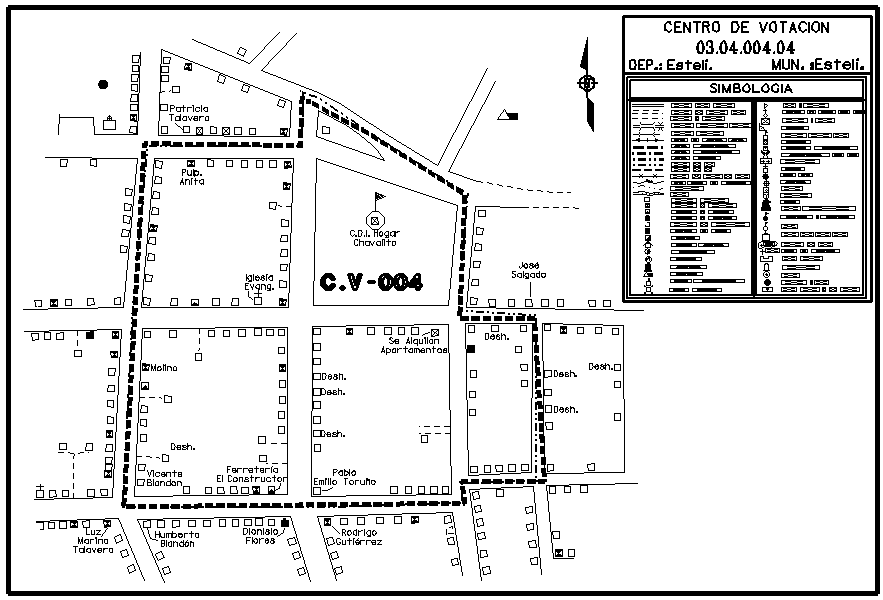 CENTRO DE VOTACION
03.04.004.04
DEP.: Estelí. MUN. :Estelí.
SIMBOLOGIA
Patricia
Talavera
Pulp.
Anita
C.D.I. Hogar
Chavalito
Iglesia
Evang.
C.V-004
José
Salgado
Se Alquilan
Apartamentos
Desh.
Molino
Desh.
Desh.
Desh.
Desh.
Desh.
Desh.
Desh.
Vicente
Blandon
Ferretería
El Constructor
Pablo
Emilio Toruño
Luz
Marina
Talavera
Humberto
Blandón
Dionisio
Flores
Rodrigo
Gutiérrez